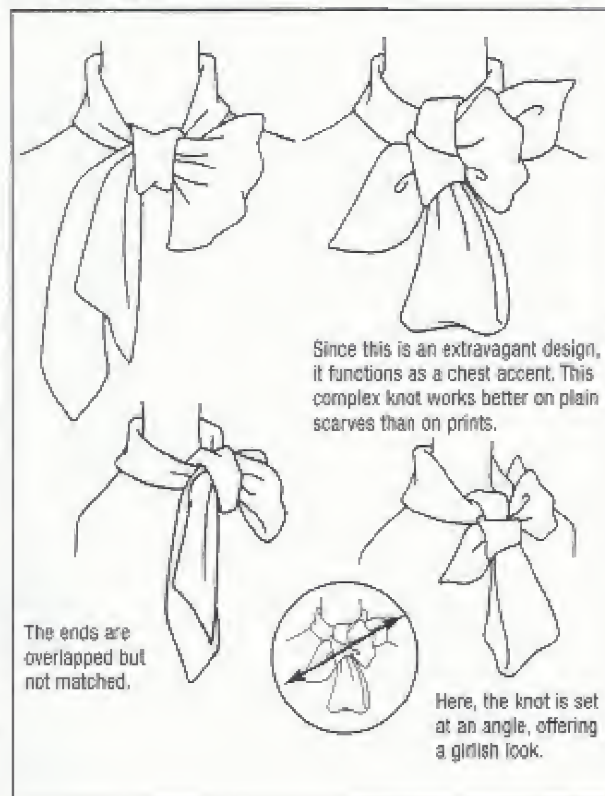 Since this is an extravagant design,
it functions as a chest accent. This
complex knot works better on plain
scarves than on prints.
The ends are
overlapped but
not matched.
Here, the knot is set
at an angle, offering
a girlish look.